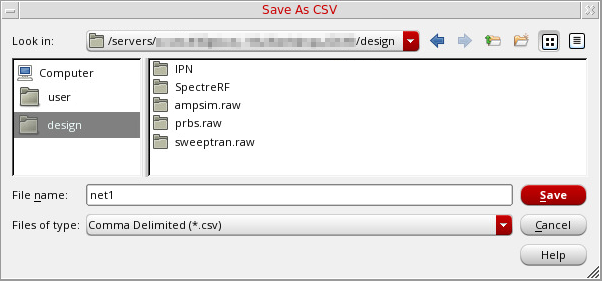 Save As CSV
Look in: /servers/ /design
Computer
user
design
IPN
SpectreRF
ampsim.raw
prbs.raw
sweeptran.raw
File name: net1 Save
Files of type: Comma Delimited (*.csv) Cancel
Help